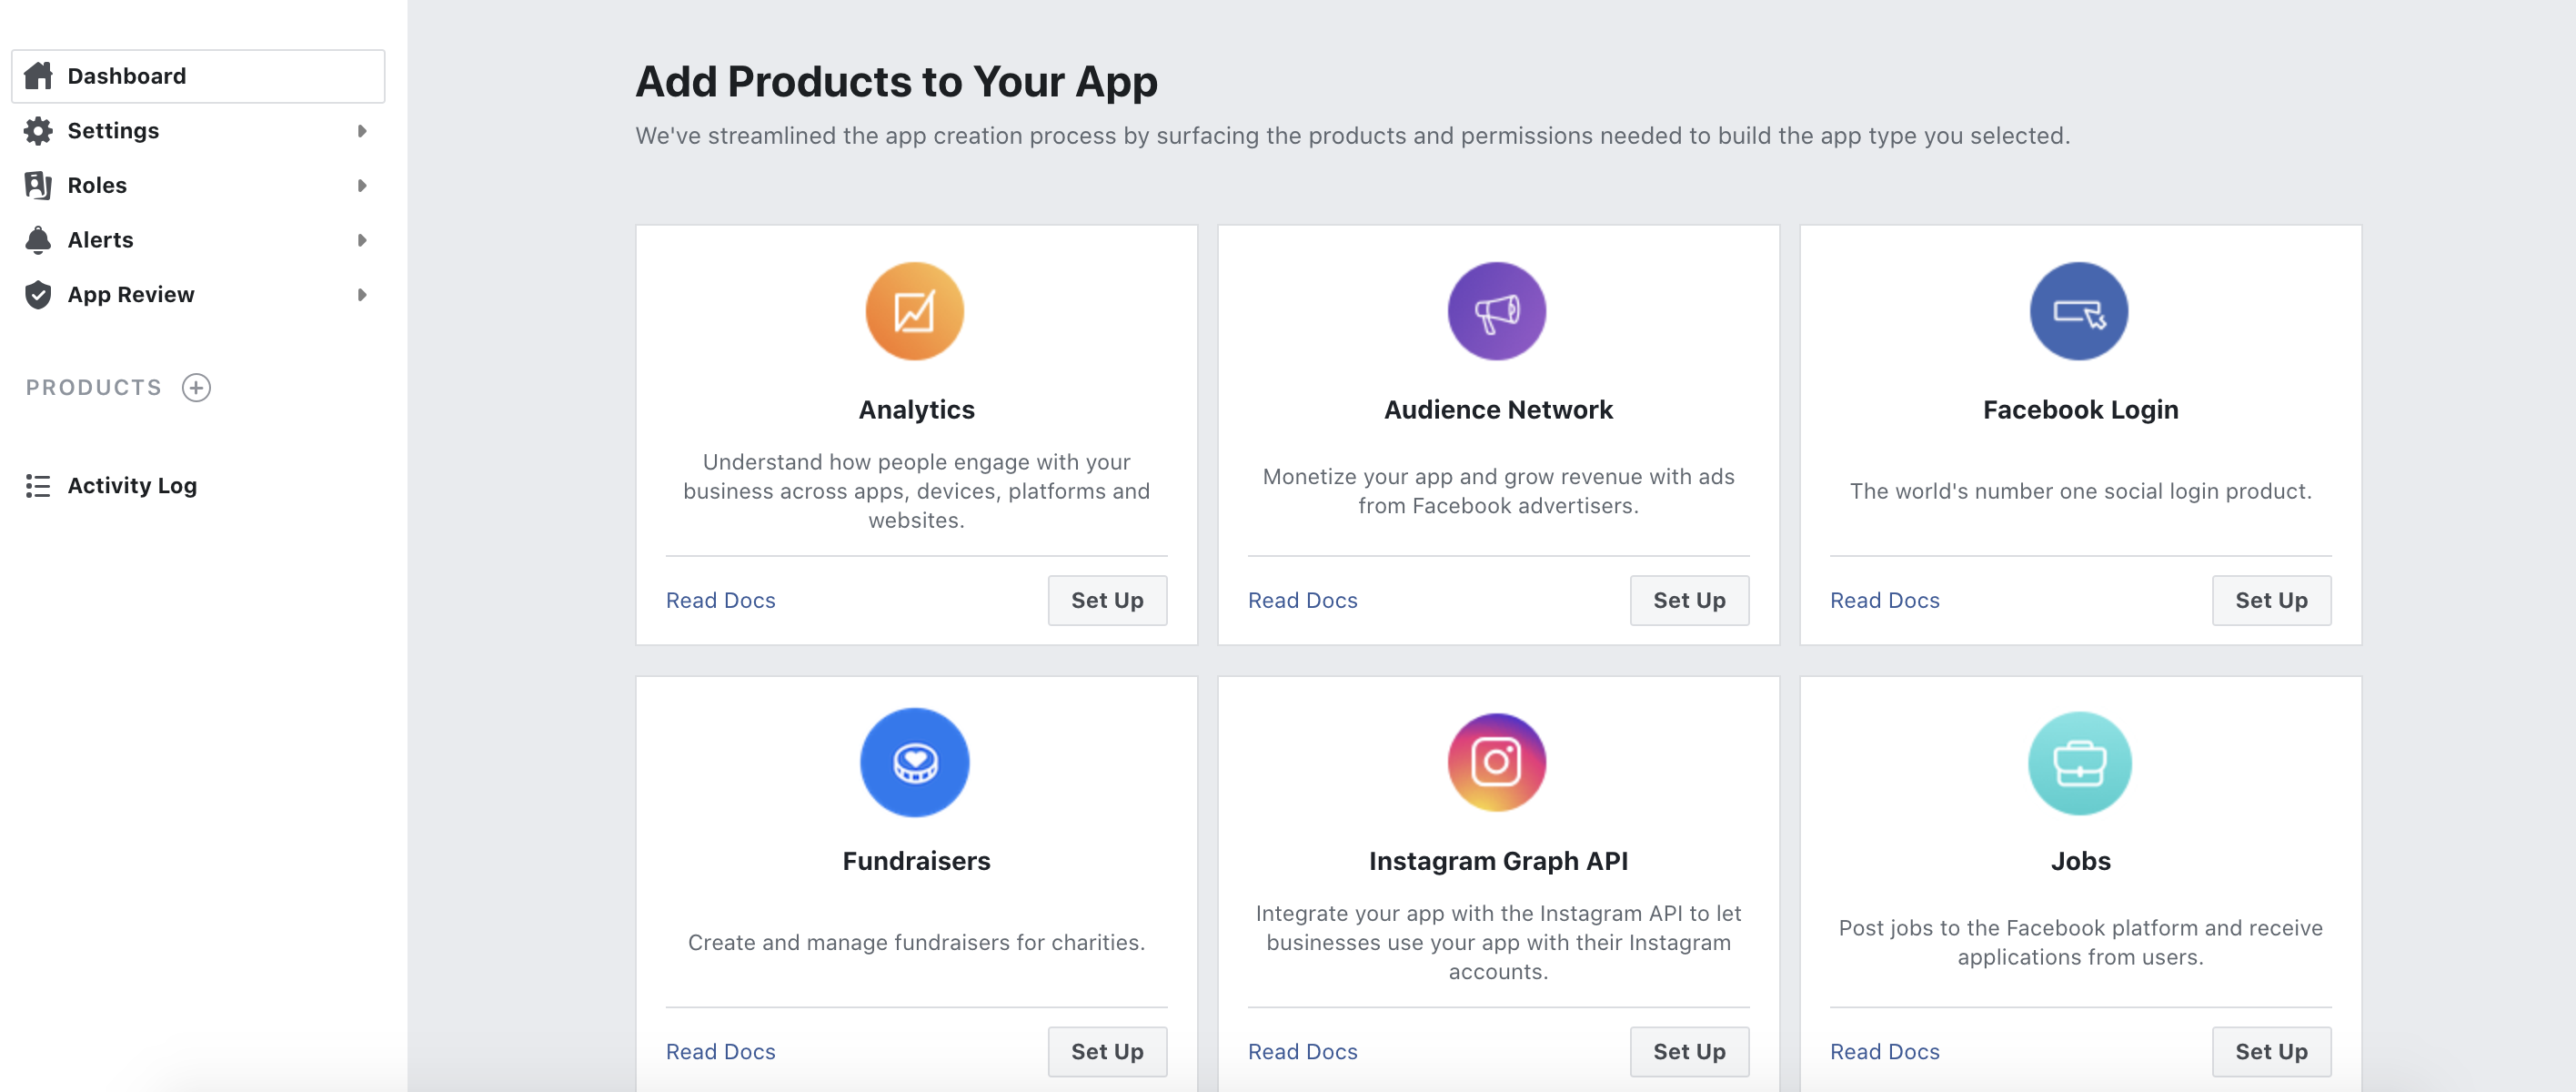 Dashboard
Settings
Roles
Alerts
App Review
PRODUCTS
Activity Log
Add Products to Your App
We've streamlined the app creation process by surfacing the products and permissions needed to build the app type you selected.
Analytics
Understand how people engage with your
business across apps, devices, platforms and
websites.
Read Docs
Set Up
Audience Network
Monetize your app and grow revenue with ads
from Facebook advertisers.
Read Docs
Set Up
Facebook Login
The world's number one social login product.
Read Docs
Set Up
Fundraisers
Create and manage fundraisers for charities.
Read Docs
Set Up
Instagram Graph API
Integrate your app with the Instagram API to let
businesses use your app with their Instagram
accounts.
Read Docs
Set Up
Jobs
Post jobs to the Facebook platform and receive
applications from users.
Read Docs
Set Up